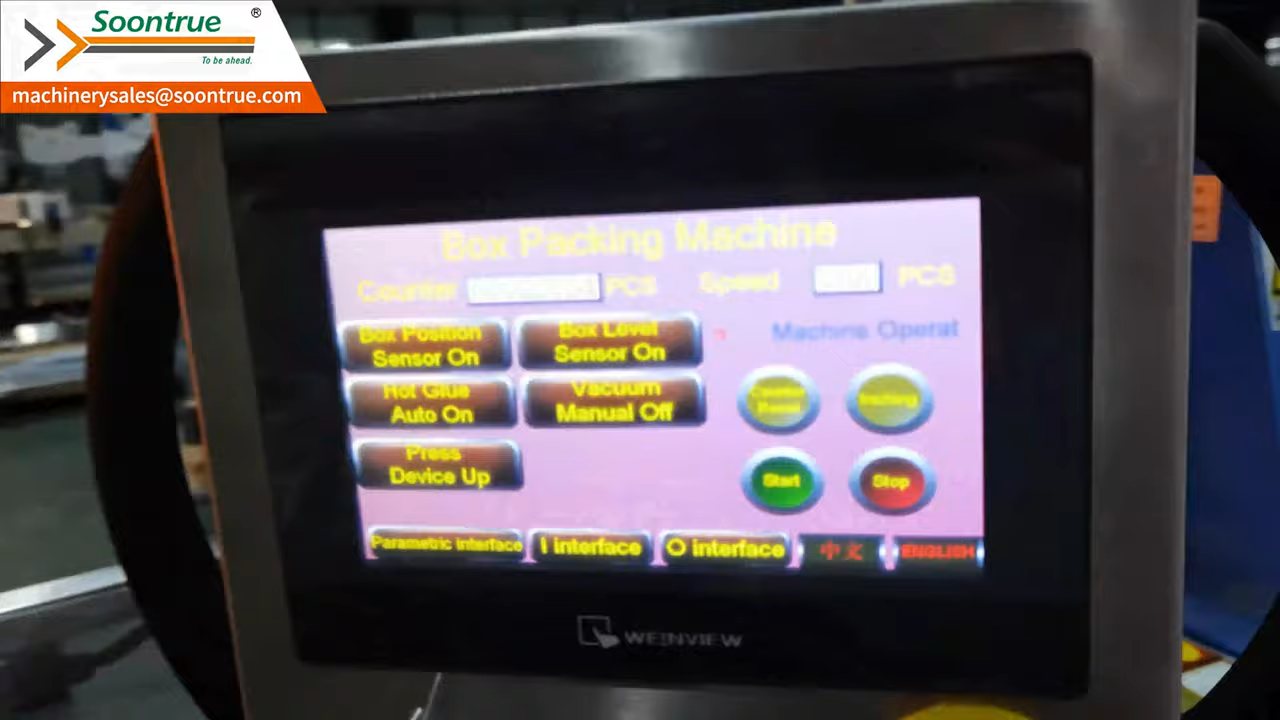 Soontrue ®
To be ahead.
machinerysales@soontrue.com
Box Packing Machine
Counter PCS Speed PCS
Box Position
Sensor On
Box Level
Sensor On
Machine Operat
Hot Glue
Auto On
Vacuum
Manual Off
Press
Device Up
Start
Stop
Parametric Interface
I interface
O interface
中文
ENGLISH
WEINVIEW